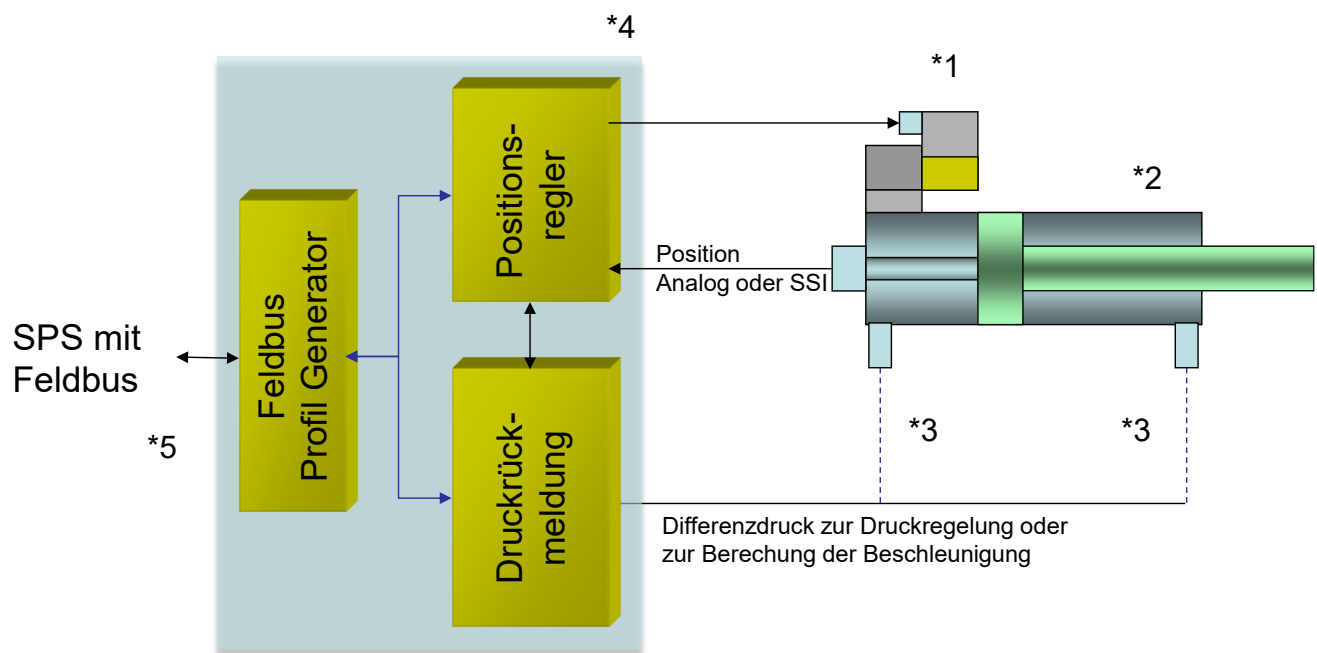 *4
*1
*2
Positions-
regler
Position
Analog oder SSI
Feldbus
Profil Generator
SPS mit
Feldbus
*5
Druckrück-
meldung
*3
*3
Differenzdruck zur Druckregelung oder
zur Berechung der Beschleunigung